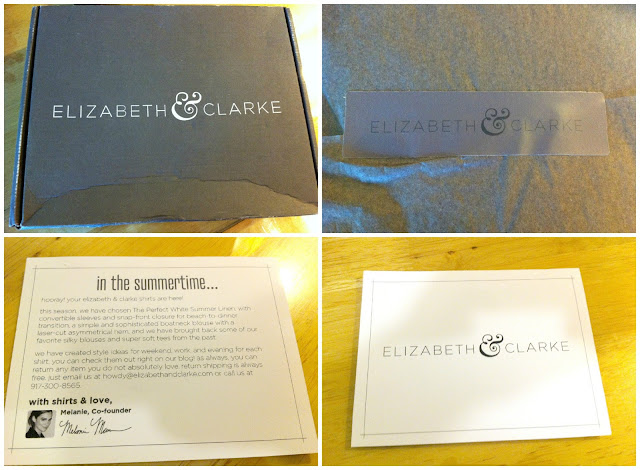 ELIZABETH & CLARKE
ELIZABETH & CLARKE
in the summertime...
hooray! your elizabeth & clarke shirts are here!
this season, we have chosen The Perfect White Summer Linen: with
convertible sleeves and snap-front closure for beach-to-dinner
transition, a simple and sophisticated boatneck blouse with a
laser-cut asymmetrical hem, and we have brought back some of our
favorite silky blouses and super soft tees from the past.
we have created style ideas for weekend, work, and evening for each
shirt. you can check them out right on our blog! as always, you can
return any item you do not absolutely love. return shipping is always
free. just email us at howdy@elizabethandclarke.com or call us at
917-300-8565.
with shirts & love,
Melanie, Co-founder
ELIZABETH & CLARKE